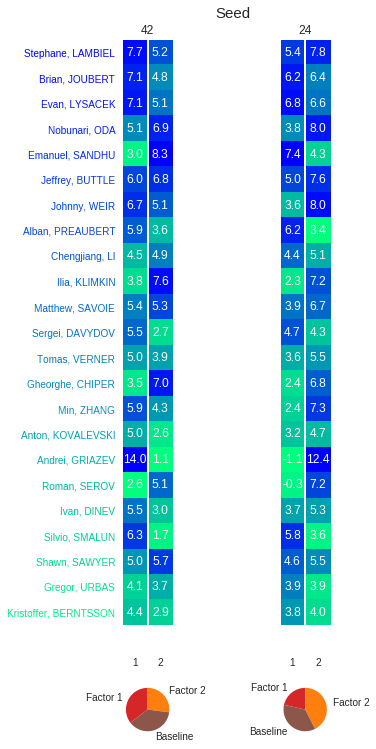 Seed
42 24
Stephane, LAMBIEL 7.7 5.2 5.4 7.8
Brian, JOUBERT 7.1 4.8 6.2 6.4
Evan, LYSACEK 7.1 5.1 6.8 6.6
Nobunari, ODA 5.1 6.9 3.8 8.0
Emanuel, SANDHU 3.0 8.3 7.4 4.3
Jeffrey, BUTTLE 6.0 6.8 5.0 7.6
Johnny, WEIR 6.7 5.1 3.6 8.0
Alban, PREAUBERT 5.9 3.6 6.2 3.4
Chengjiang, LI 4.5 4.9 4.4 5.1
Ilia, KLIMKIN 3.8 7.6 2.3 7.2
Matthew, SAVOIE 5.4 5.3 3.9 6.7
Sergei, DAVYDOV 5.5 2.7 4.7 4.3
Tomas, VERNER 5.0 3.9 3.6 5.5
Gheorghe, CHIPER 3.5 7.0 2.4 6.8
Min, ZHANG 5.9 4.3 2.4 7.3
Anton, KOVALEVSKI 5.0 2.6 3.2 4.7
Andrei, GRIAZEV 14.0 1.1 -1.1 12.4
Roman, SEROV 2.6 5.1 -0.3 7.2
Ivan, DINEV 5.5 3.0 3.7 5.3
Silvio, SMALUN 6.3 1.7 5.8 3.6
Shawn, SAWYER 5.0 5.7 4.6 5.5
Gregor, URBAS 4.1 3.7 3.9 3.9
Kristoffer, BERNTSSON 4.4 2.9 3.8 4.0
1 2 1 2
Factor 1 Factor 2 Factor 1 Factor 2
Baseline Baseline